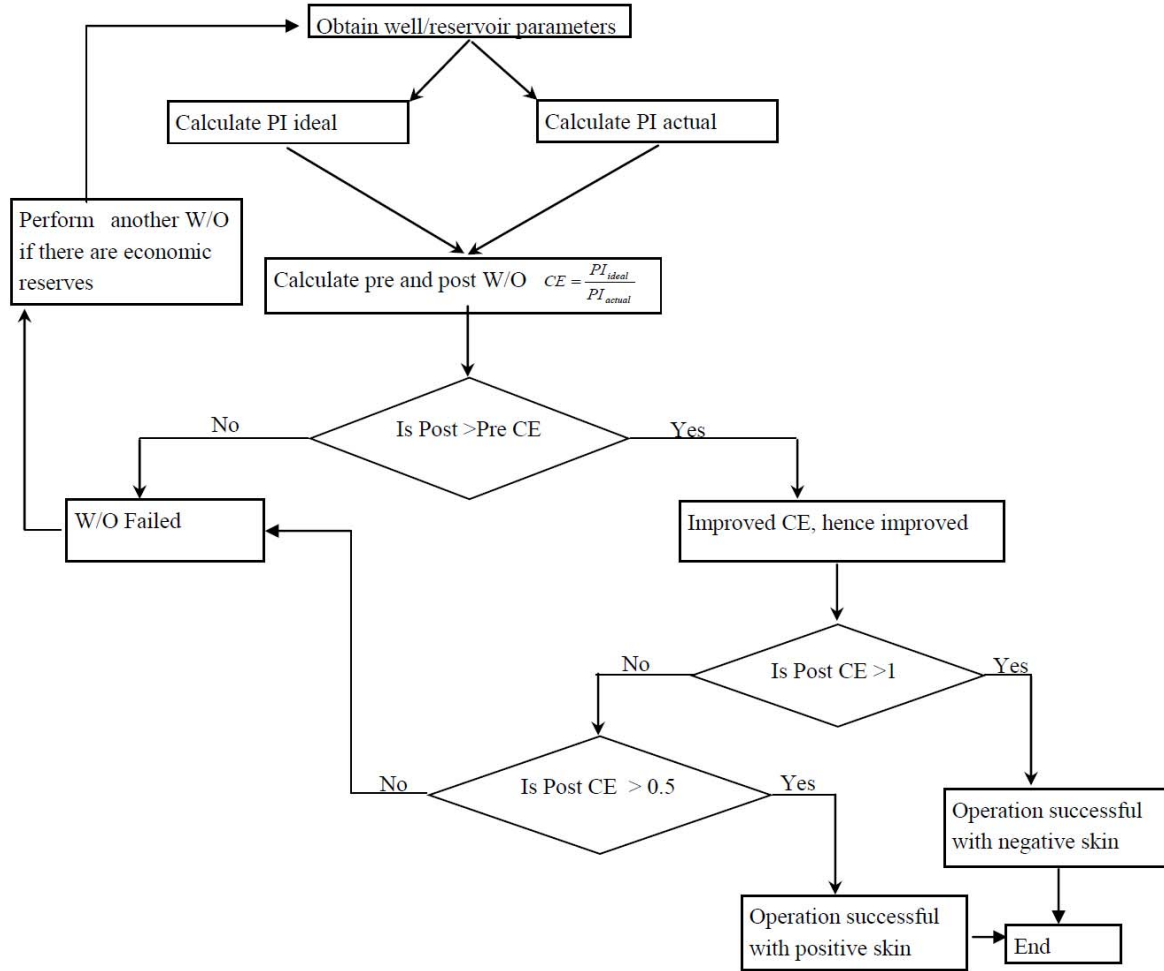 Obtain well/reservoir parameters
Calculate PI ideal
Calculate PI actual
Perform another W/O
if there are economic
reserves
Calculate pre and post W/O CE = PI_ideal / PI_actual
No
Is Post >Pre CE
Yes
W/O Failed
Improved CE, hence improved
No
Is Post CE >1
Yes
No
Is Post CE > 0.5
Yes
Operation successful
with negative skin
Operation successful
with positive skin
End